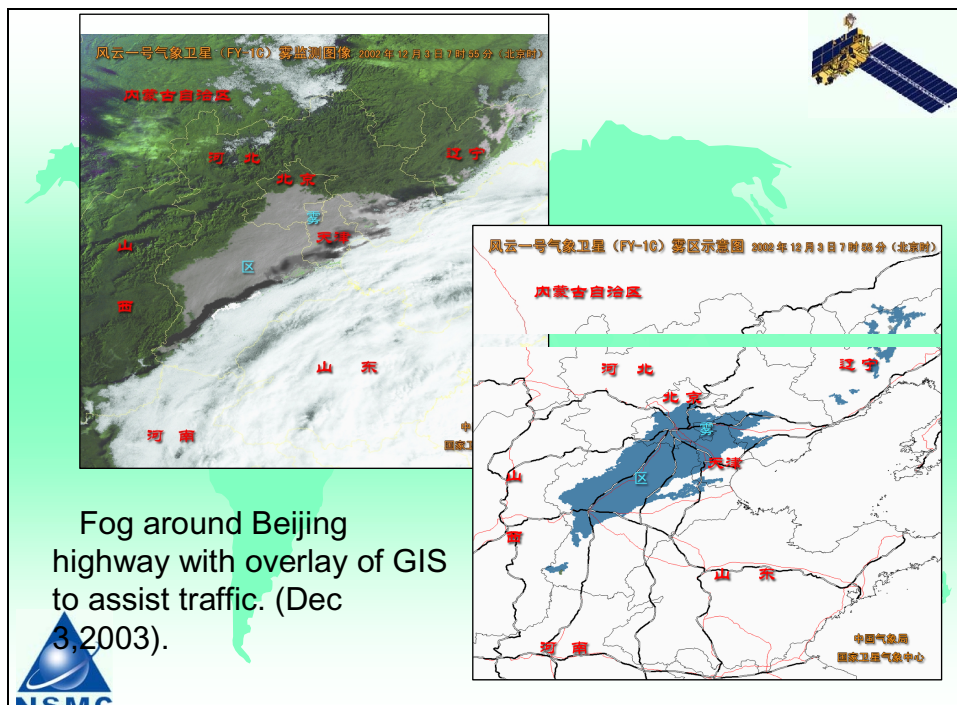 风云一号气象卫星（FY-1C）雾监测图像 2002年12月3日7时55分（北京时）
内蒙古自治区
河 北
辽宁
北京
雾
天津
山
区
西
山 东
河 南
中
国家卫
风云一号气象卫星（FY-1C）雾区示意图 2002年12月3日7时55分（北京时）
内蒙古自治区
河 北
辽宁
北京
雾
天津
山
区
西
山 东
河 南
中国气象局
国家卫星气象中心
Fog around Beijing
highway with overlay of GIS
to assist traffic. (Dec
3,2003).
NSMC